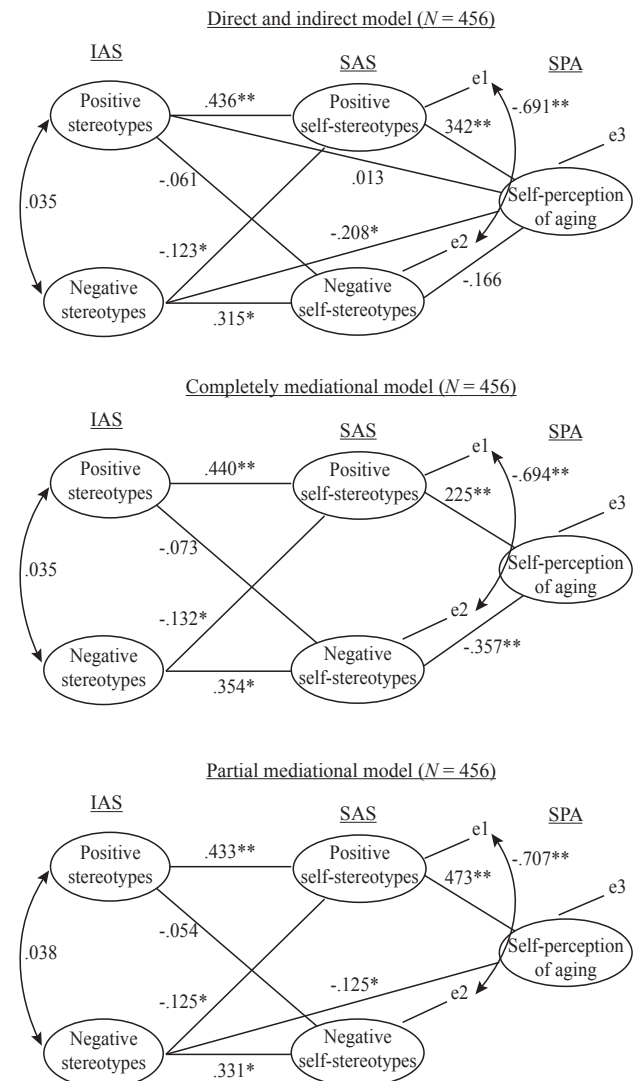 Direct and indirect model (N = 456)
IAS
SAS
SPA
Positive
stereotypes
.436**
Positive
self-stereotypes
e1
-.691**
342**
e3
.013
-.061
.035
Self-perception
of aging
-.208*
-.123*
e2
-.166
Negative
stereotypes
.315*
Negative
self-stereotypes
Completely mediational model (N = 456)
IAS
SAS
SPA
Positive
stereotypes
.440**
Positive
self-stereotypes
e1
-.694**
225**
e3
-.073
.035
Self-perception
of aging
-.132*
e2
-.357**
Negative
stereotypes
.354*
Negative
self-stereotypes
Partial mediational model (N = 456)
IAS
SAS
SPA
Positive
stereotypes
.433**
Positive
self-stereotypes
e1
-.707**
473**
e3
-.054
.038
Self-perception
of aging
-.125*
-.125*
e2
Negative
stereotypes
.331*
Negative
self-stereotypes